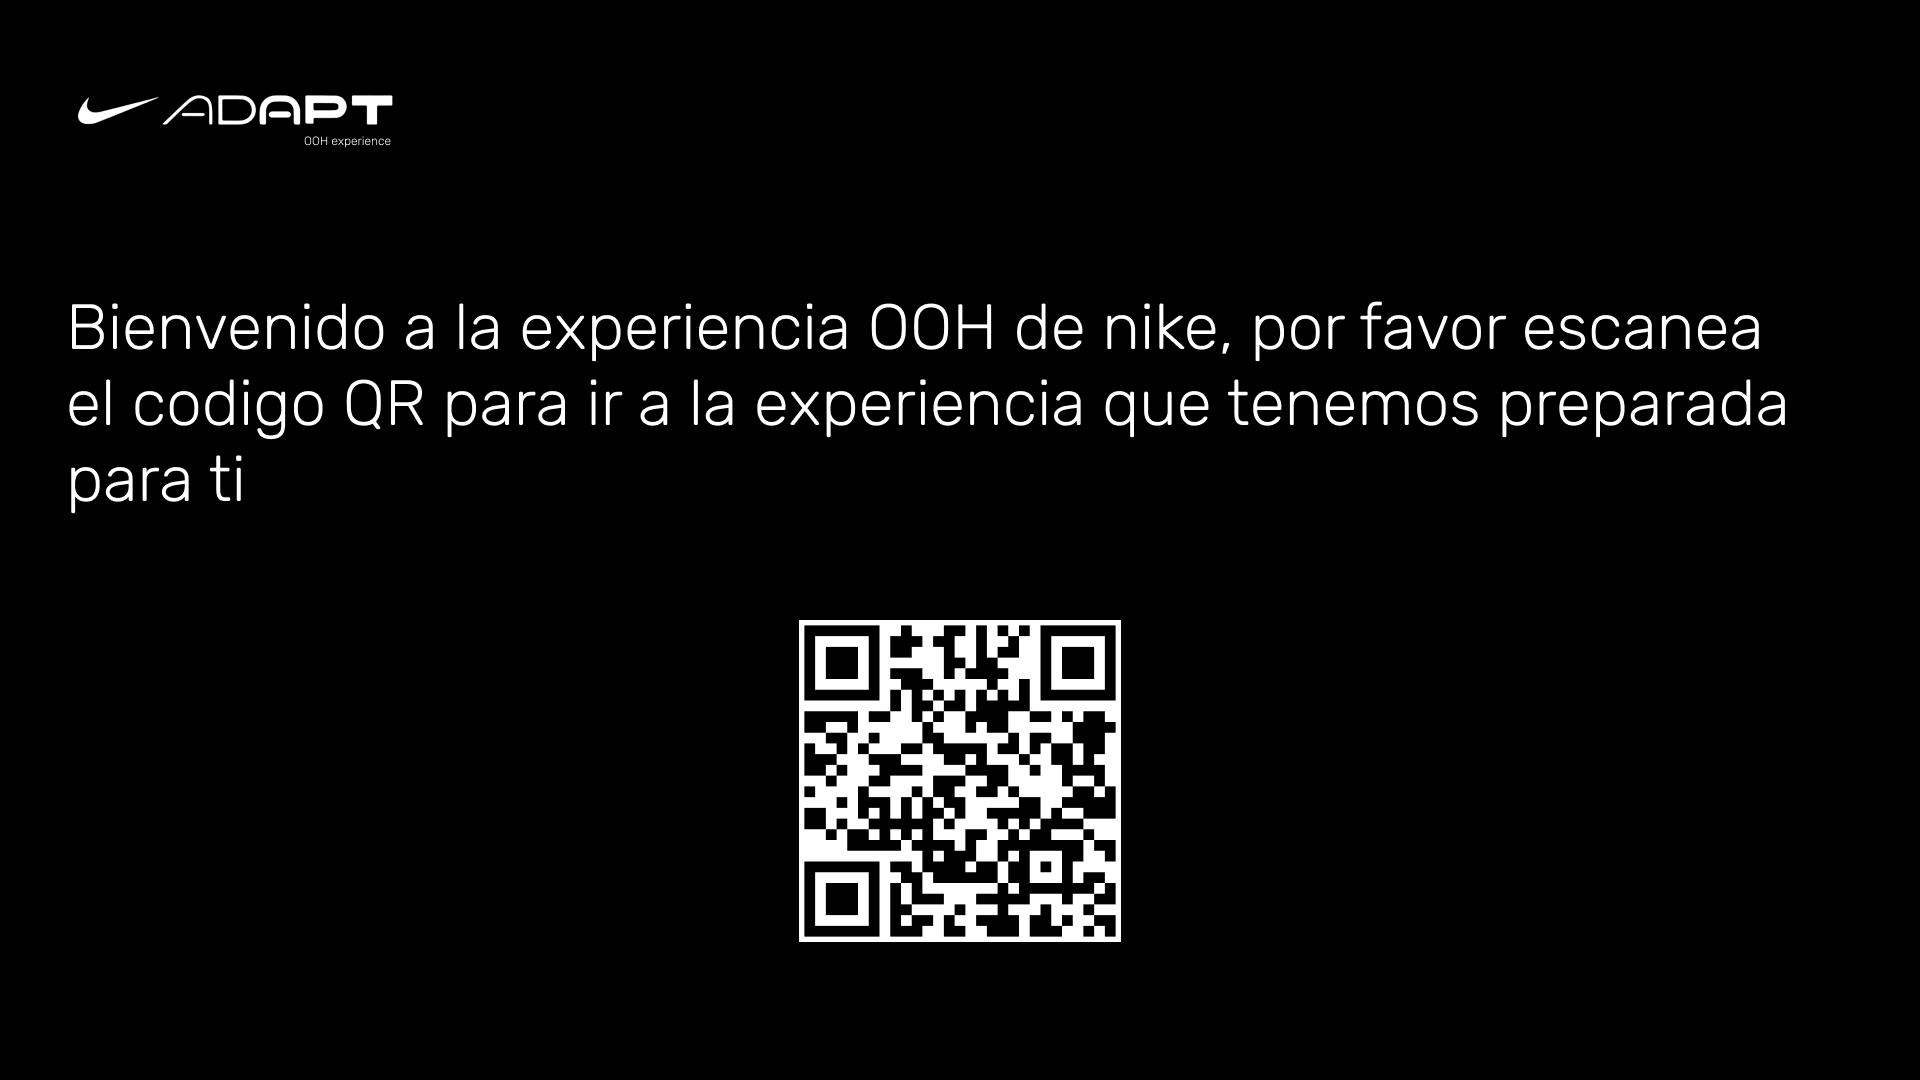 ADAPT
OOH experience
Bienvenido a la experiencia OOH de nike, por favor escanea
el codigo QR para ir a la experiencia que tenemos preparada
para ti